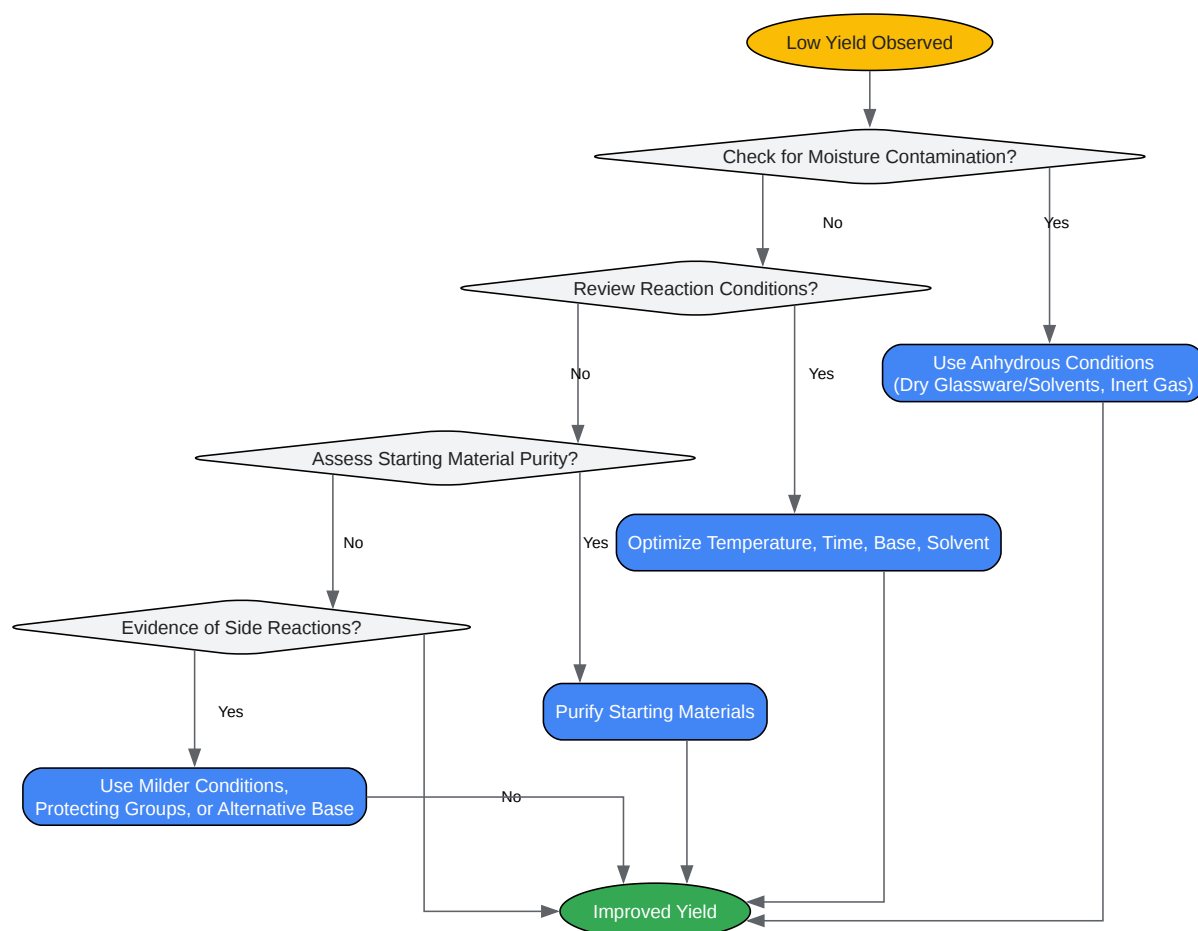 Low Yield Observed
Check for Moisture Contamination?
No
Yes
Review Reaction Conditions?
Use Anhydrous Conditions
(Dry Glassware/Solvents, Inert Gas)
No
Yes
Assess Starting Material Purity?
No
Yes
Optimize Temperature, Time, Base, Solvent
Evidence of Side Reactions?
Yes
Purify Starting Materials
Use Milder Conditions,
Protecting Groups, or Alternative Base
No
Improved Yield